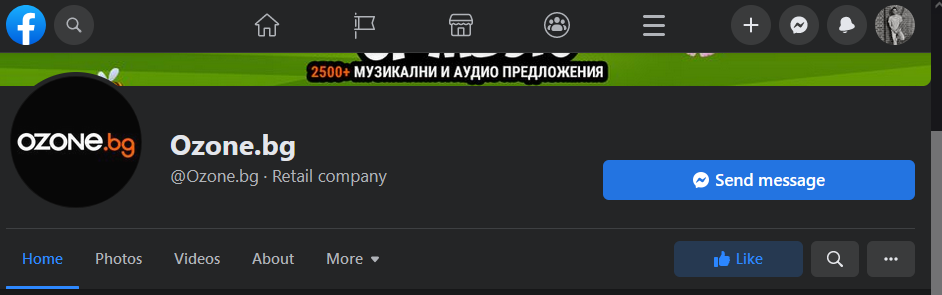 2500+ МУЗИКАЛНИ И АУДИО ПРЕДЛОЖЕНИЯ
ozone.bg
Ozone.bg
@Ozone.bg · Retail company
Send message
Home Photos Videos About More Like